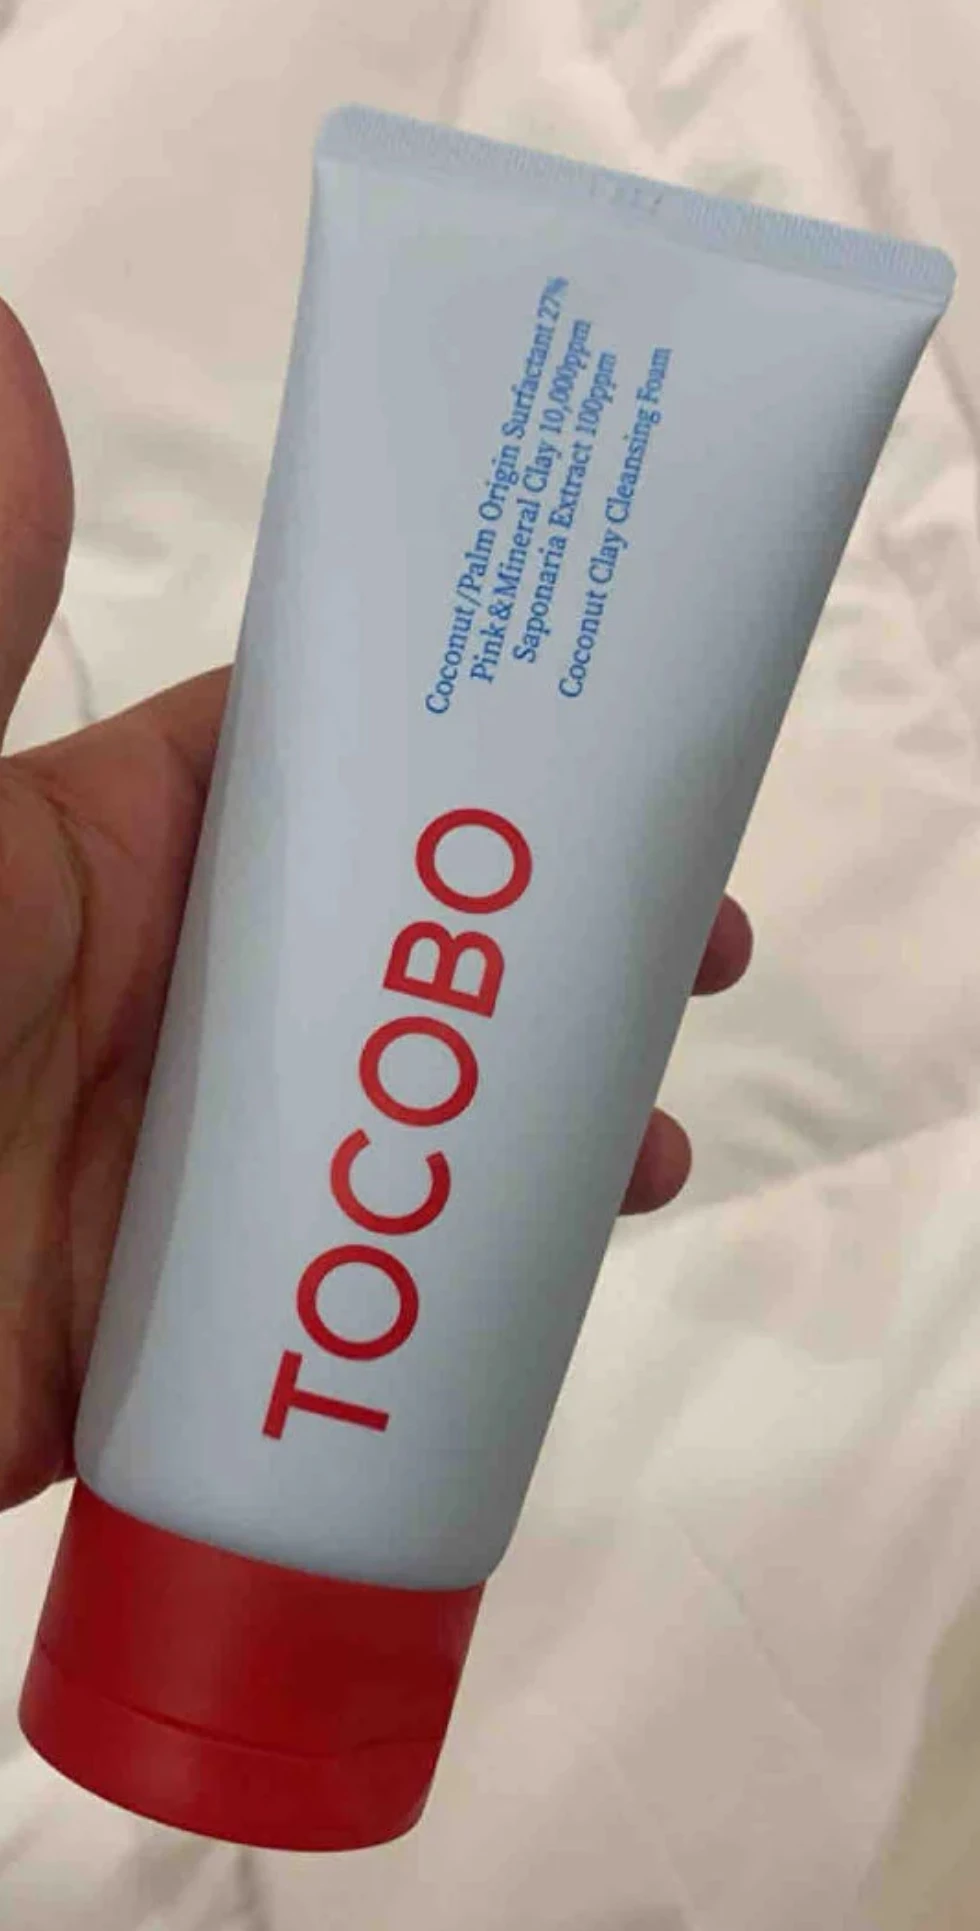 TOCOBO
Coconut/Palm Origin Surfactant 27%
Pink&Mineral Clay 10,000ppm
Saponaria Extract 100ppm
Coconut Clay Cleansing Foam